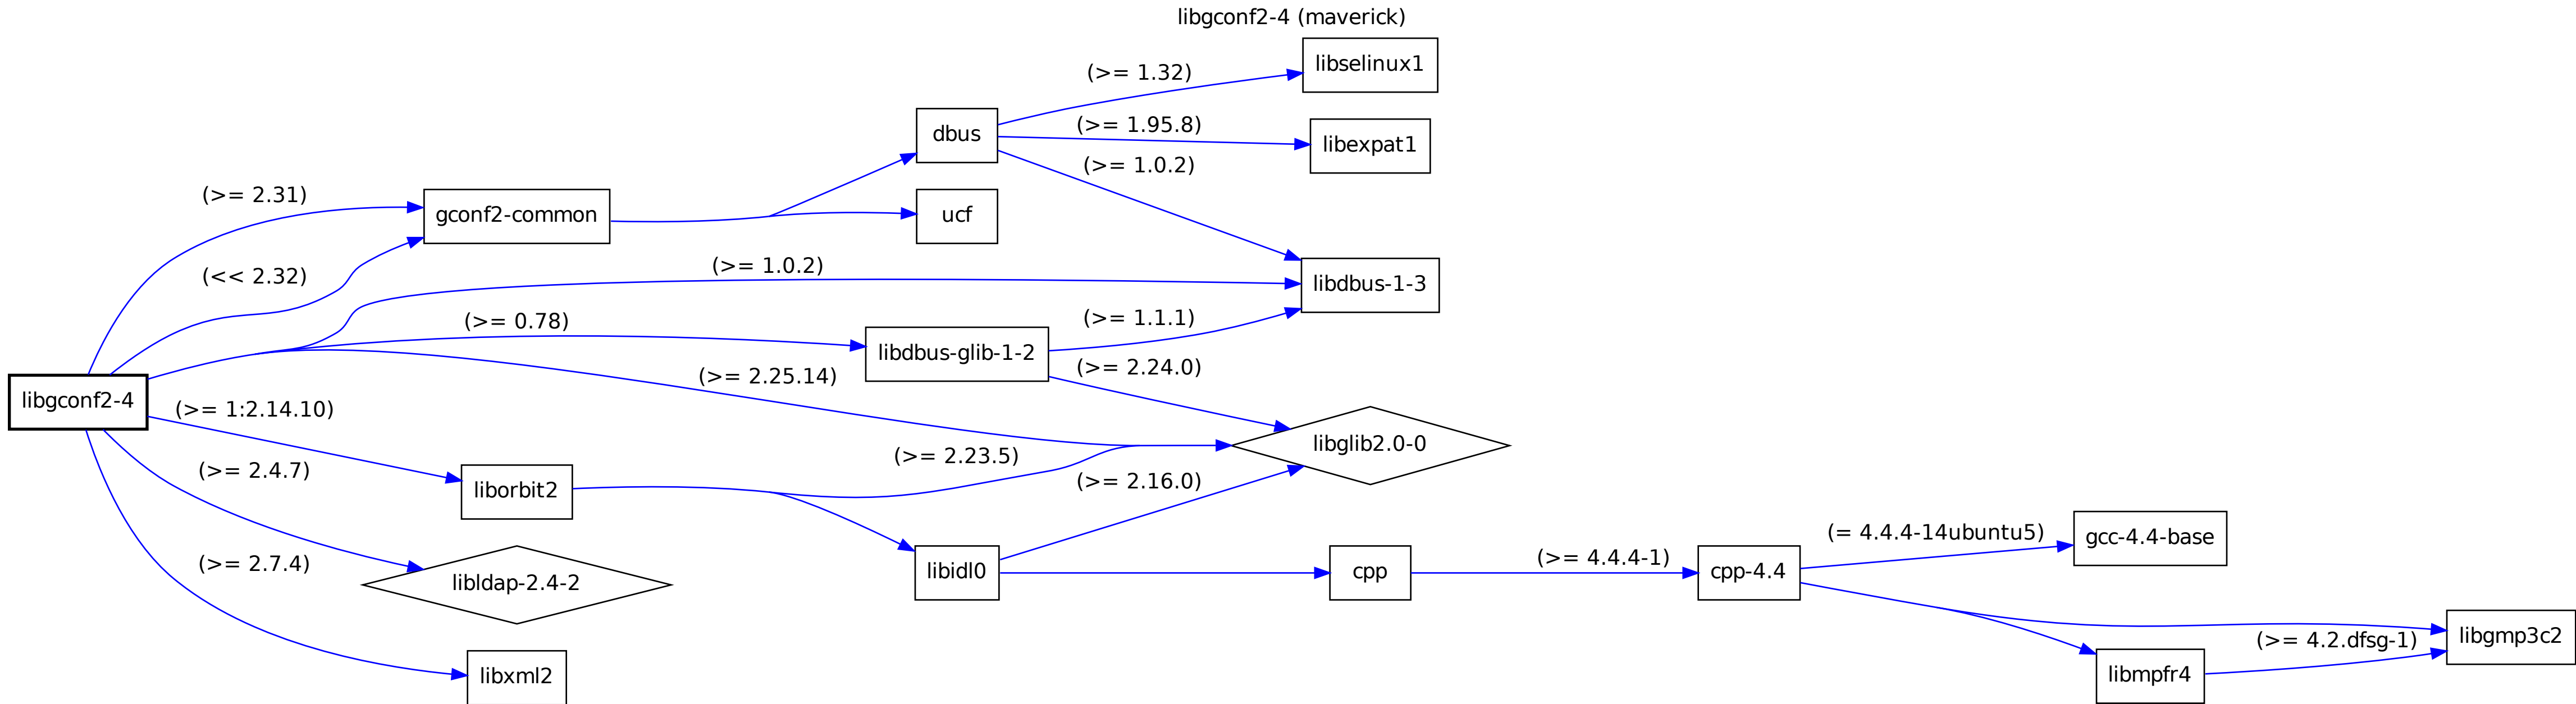 libgconf2-4 (maverick)
libselinux1
(>= 1.32)
(>= 1.95.8)
dbus
libexpat1
(>= 1.0.2)
(>= 2.31)
gconf2-common
ucf
(<< 2.32)
(>= 1.0.2)
libdbus-1-3
(>= 0.78)
(>= 1.1.1)
libdbus-glib-1-2
(>= 2.24.0)
(>= 2.25.14)
libgconf2-4
(>= 1:2.14.10)
libglib2.0-0
(>= 2.4.7)
(>= 2.23.5)
(>= 2.16.0)
liborbit2
(= 4.4.4-14ubuntu5)
gcc-4.4-base
(>= 2.7.4)
(>= 4.4.4-1)
libldap-2.4-2
libidl0
cpp
cpp-4.4
libgmp3c2
(>= 4.2.dfsg-1)
libxml2
libmpfr4